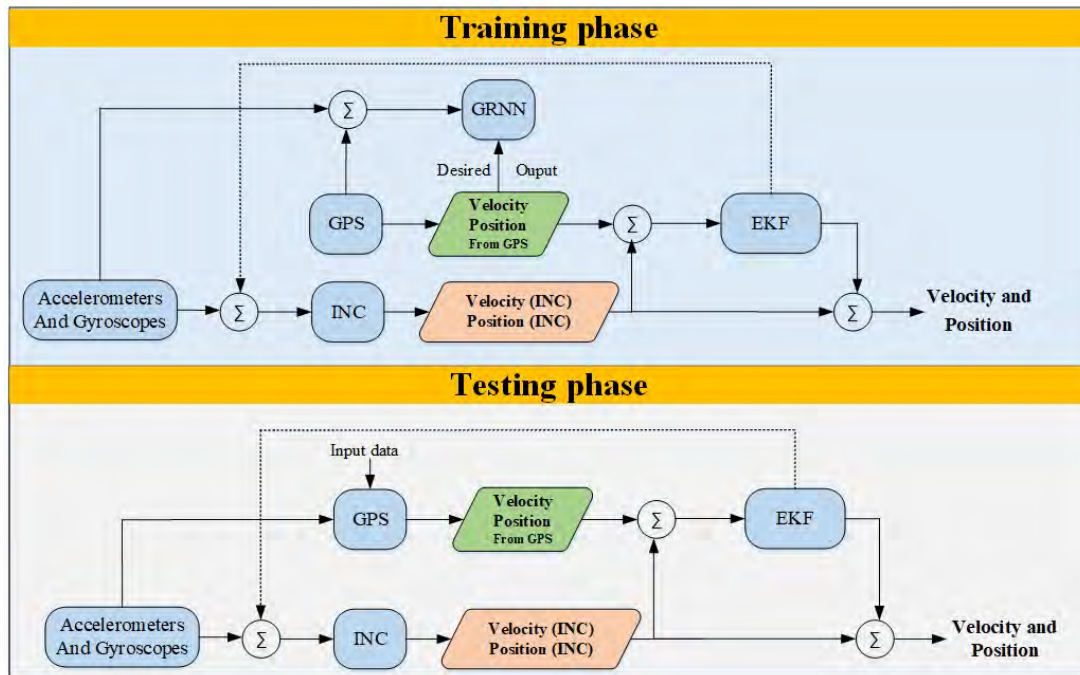 Training phase
∑
GRNN
Desired Ouput
GPS
Velocity
Position
From GPS
∑
EKF
Accelerometers
And Gyroscopes
∑
INC
Velocity (INC)
Position (INC)
∑
Velocity and
Position
Testing phase
Input data
GPS
Velocity
Position
From GPS
∑
EKF
Accelerometers
And Gyroscopes
∑
INC
Velocity (INC)
Position (INC)
∑
Velocity and
Position